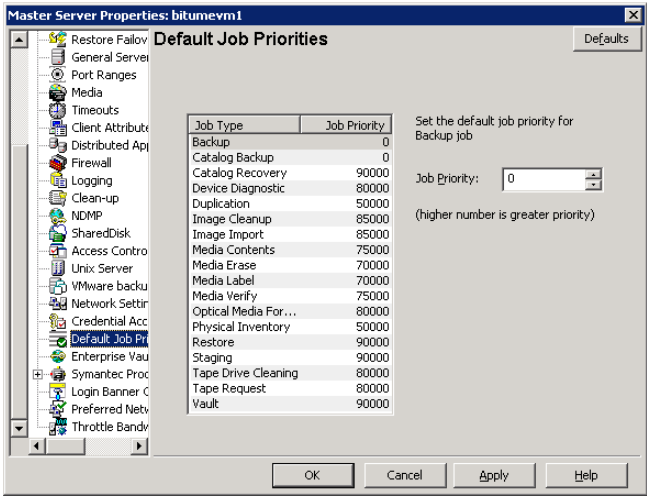 Master Server Properties: bitumevm1
Restore Failov
General Server
Port Ranges
Media
Timeouts
Client Attribute
Distributed App
Firewall
Logging
Clean-up
NDMP
SharedDisk
Access Contro
Unix Server
VMware backu
Network Settin
Credential Acc
Default Job Pri
Enterprise Vau
Symantec Prod
Login Banner C
Preferred Netw
Throttle Bandw
Default Job Priorities
Defaults
Job Type Job Priority
Backup 0
Catalog Backup 0
Catalog Recovery 90000
Device Diagnostic 80000
Duplication 50000
Image Cleanup 85000
Image Import 85000
Media Contents 75000
Media Erase 70000
Media Label 70000
Media Verify 75000
Optical Media For... 80000
Physical Inventory 50000
Restore 90000
Staging 90000
Tape Drive Cleaning 80000
Tape Request 80000
Vault 90000
Set the default job priority for
Backup job
Job Priority: 0
(higher number is greater priority)
OK Cancel Apply Help